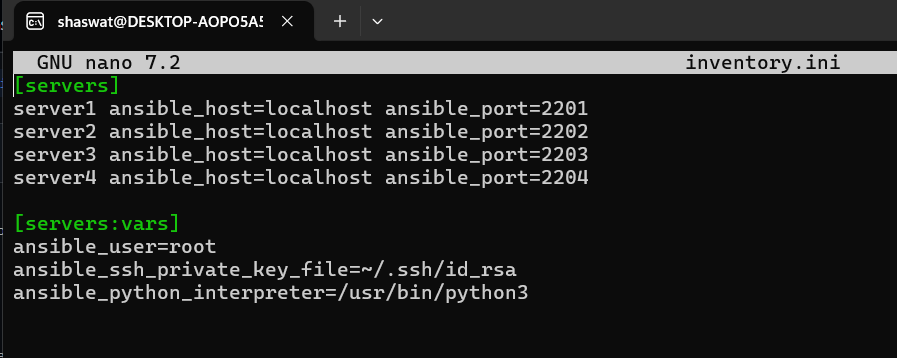 shaswat@DESKTOP-AOPO5A5
GNU nano 7.2 inventory.ini
[servers]
server1 ansible_host=localhost ansible_port=2201
server2 ansible_host=localhost ansible_port=2202
server3 ansible_host=localhost ansible_port=2203
server4 ansible_host=localhost ansible_port=2204
[servers:vars]
ansible_user=root
ansible_ssh_private_key_file=~/.ssh/id_rsa
ansible_python_interpreter=/usr/bin/python3